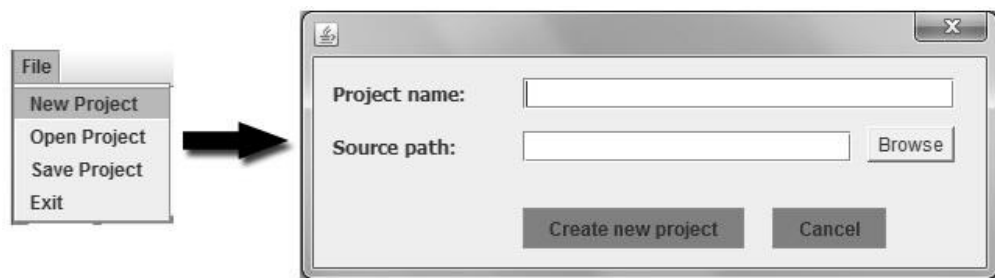 File
New Project
Open Project
Save Project
Exit
Project name:
Source path:
Browse
Create new project
Cancel